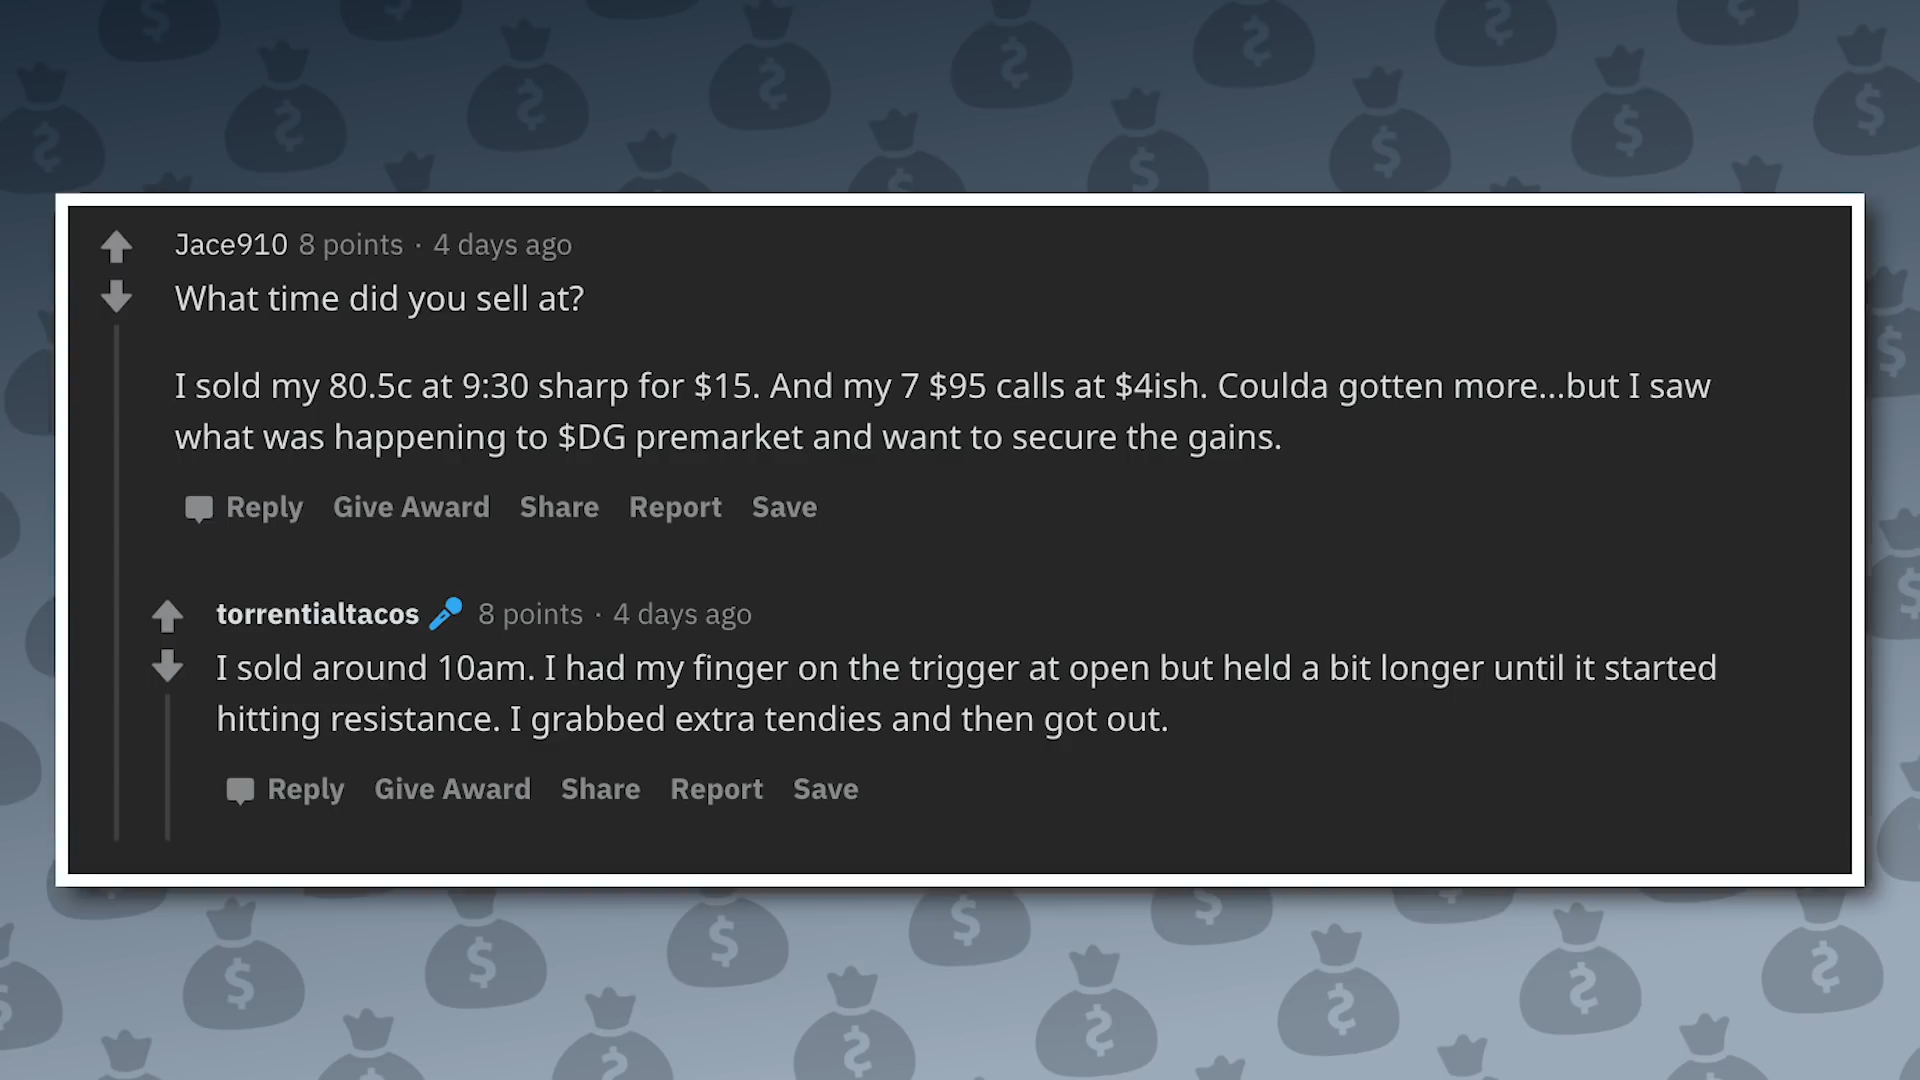 Jace910 8 points · 4 days ago
What time did you sell at?
I sold my 80.5c at 9:30 sharp for $15. And my 7 $95 calls at $4ish. Coulda gotten more...but I saw
what was happening to $DG premarket and want to secure the gains.
Reply Give Award Share Report Save
torrentialtacos 8 points · 4 days ago
I sold around 10am. I had my finger on the trigger at open but held a bit longer until it started
hitting resistance. I grabbed extra tendies and then got out.
Reply Give Award Share Report Save